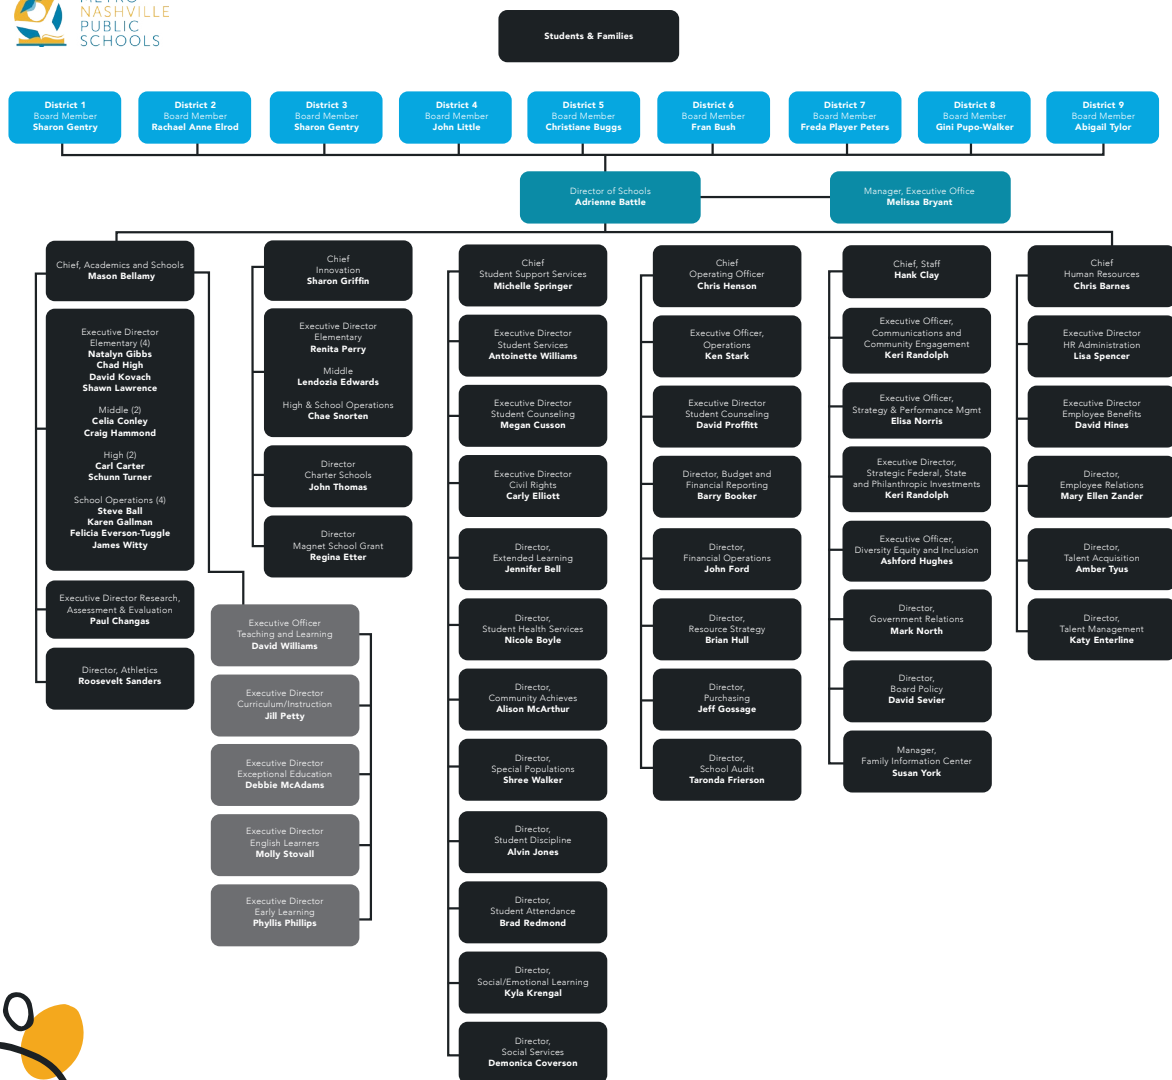 METRO
NASHVILLE
PUBLIC
SCHOOLS
Students & Families
District 1
Board Member
Sharon Gentry
District 2
Board Member
Rachael Anne Elrod
District 3
Board Member
Sharon Gentry
District 4
Board Member
John Little
District 5
Board Member
Christiane Buggs
District 6
Board Member
Fran Bush
District 7
Board Member
Freda Player Peters
District 8
Board Member
Gini Pupo-Walker
District 9
Board Member
Abigail Tylor
Director of Schools
Adrienne Battle
Manager, Executive Office
Melissa Bryant
Chief, Academics and Schools
Mason Bellamy
Executive Director
Elementary (4)
Natalyn Gibbs
Chad High
David Kovach
Shawn Lawrence
Middle (2)
Celia Conley
Craig Hammond
High (2)
Carl Carter
Schunn Turner
School Operations (4)
Steve Ball
Karen Gallman
Felicia Everson-Tuggle
James Witty
Executive Director Research,
Assessment & Evaluation
Paul Changas
Director, Athletics
Roosevelt Sanders
Executive Officer
Teaching and Learning
David Williams
Executive Director
Curriculum/Instruction
Jill Petty
Executive Director
Exceptional Education
Debbie McAdams
Executive Director
English Learners
Molly Stovall
Executive Director
Early Learning
Phyllis Phillips
Chief
Innovation
Sharon Griffin
Executive Director
Elementary
Renita Perry
Middle
Lendozia Edwards
High & School Operations
Chae Snorten
Director
Charter Schools
John Thomas
Director
Magnet School Grant
Regina Etter
Chief
Student Support Services
Michelle Springer
Executive Director
Student Services
Antoinette Williams
Executive Director
Student Counseling
Megan Cusson
Executive Director
Civil Rights
Carly Elliott
Director,
Extended Learning
Jennifer Bell
Director,
Student Health Services
Nicole Boyle
Director,
Community Achieves
Alison McArthur
Director,
Special Populations
Shree Walker
Director,
Student Discipline
Alvin Jones
Director,
Student Attendance
Brad Redmond
Director,
Social/Emotional Learning
Kyla Krengal
Director,
Social Services
Demonica Coverson
Chief
Operating Officer
Chris Henson
Executive Officer,
Operations
Ken Stark
Executive Director
Student Counseling
David Proffitt
Director, Budget and
Financial Reporting
Barry Booker
Director,
Financial Operations
John Ford
Director,
Resource Strategy
Brian Hull
Director,
Purchasing
Jeff Gossage
Director,
School Audit
Taronda Frierson
Chief, Staff
Hank Clay
Executive Officer,
Communications and
Community Engagement
Keri Randolph
Executive Officer,
Strategy & Performance Mgmt
Elisa Norris
Executive Director,
Strategic Federal, State
and Philanthropic Investments
Keri Randolph
Executive Officer,
Diversity Equity and Inclusion
Ashford Hughes
Director,
Government Relations
Mark North
Director,
Board Policy
David Sevier
Manager,
Family Information Center
Susan York
Chief
Human Resources
Chris Barnes
Executive Director
HR Administration
Lisa Spencer
Executive Director
Employee Benefits
David Hines
Director,
Employee Relations
Mary Ellen Zander
Director,
Talent Acquisition
Amber Tyus
Director,
Talent Management
Katy Enterline